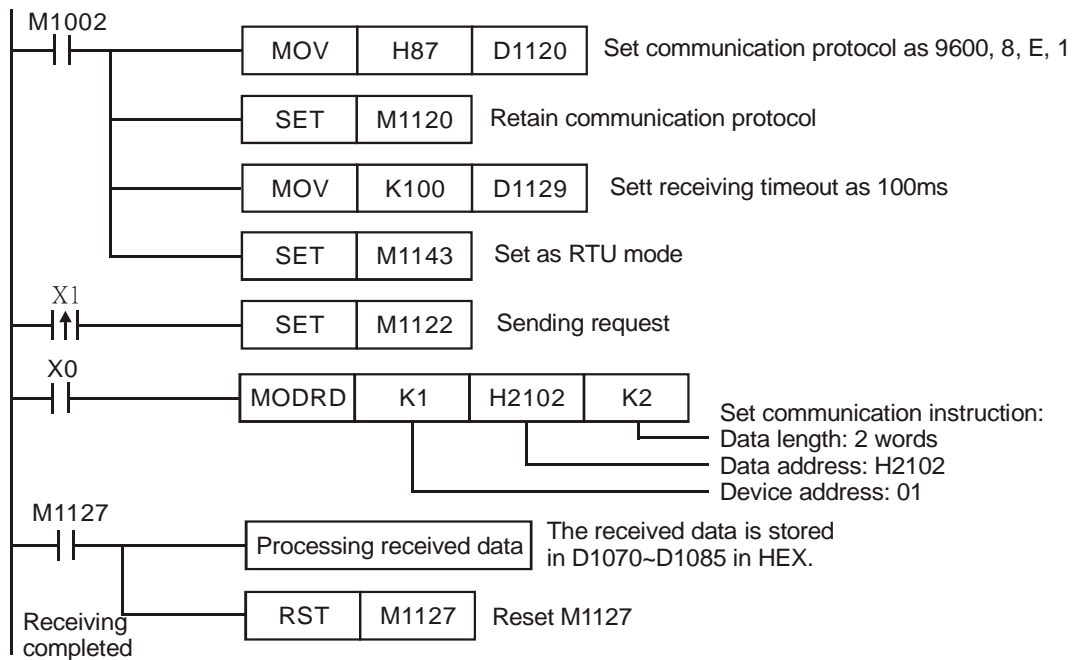 M1002
MOV H87 D1120 Set communication protocol as 9600, 8, E, 1
SET M1120 Retain communication protocol
MOV K100 D1129 Sett receiving timeout as 100ms
SET M1143 Set as RTU mode
X1
SET M1122 Sending request
X0
MODRD K1 H2102 K2
Set communication instruction:
Data length: 2 words
Data address: H2102
Device address: 01
M1127
Processing received data
The received data is stored
in D1070~D1085 in HEX.
RST M1127 Reset M1127
Receiving
completed